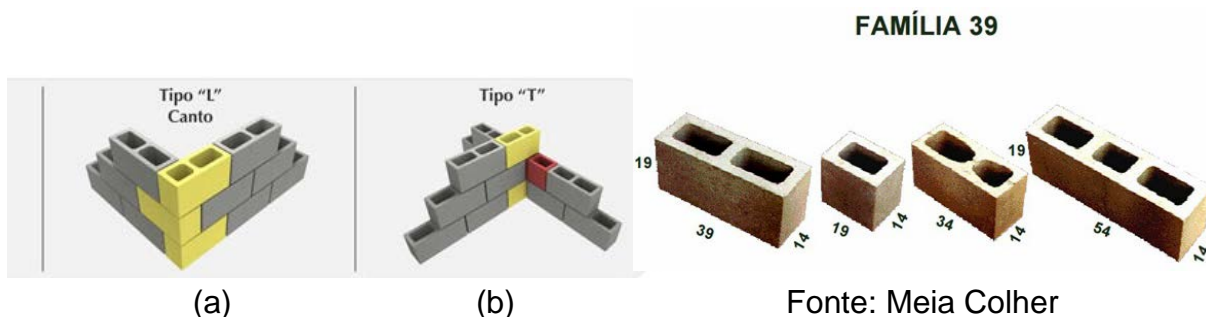 FAMÍLIA 39
Tipo “L”
Canto
Tipo “T”
19
39
14
19
14
34
14
19
54
14
(a)
(b)
Fonte: Meia Colher